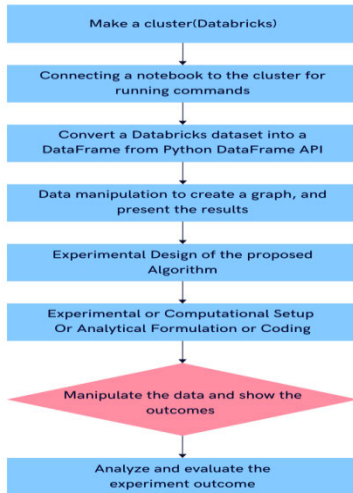 Make a cluster(Databricks)
Connecting a notebook to the cluster for
running commands
Convert a Databricks dataset into a
DataFrame from Python DataFrame API
Data manipulation to create a graph, and
present the results
Experimental Design of the proposed
Algorithm
Experimental or Computational Setup
Or Analytical Formulation or Coding
Manipulate the data and show the
outcomes
Analyze and evaluate the
experiment outcome